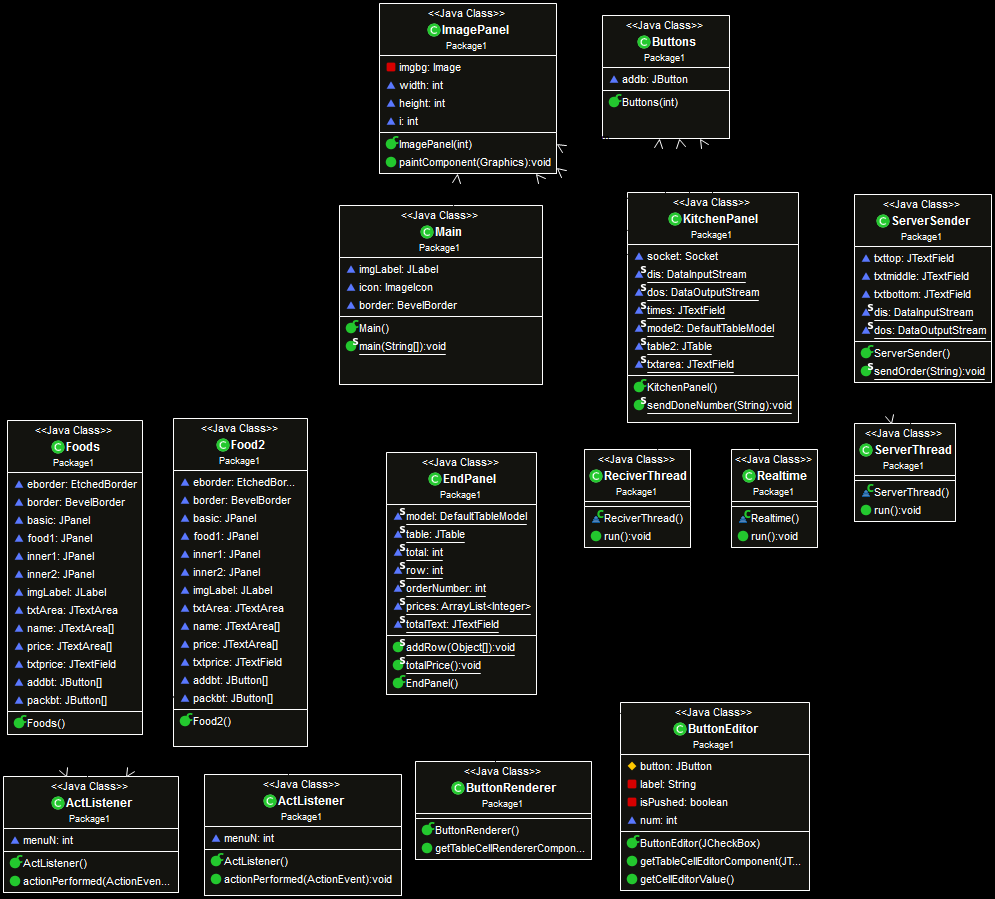 <<Java Class>>
ImagePanel
Package1
imgbg: Image
width: int
height: int
i: int
ImagePanel(int)
paintComponent(Graphics):void
<<Java Class>>
Buttons
Package1
addb: JButton
Buttons(int)
<<Java Class>>
Main
Package1
imgLabel: JLabel
icon: ImageIcon
border: BevelBorder
Main()
main(String[]):void
<<Java Class>>
KitchenPanel
Package1
socket: Socket
dis: DataInputStream
dos: DataOutputStream
times: JTextField
model2: DefaultTableModel
table2: JTable
txtarea: JTextField
KitchenPanel()
sendDoneNumber(String):void
<<Java Class>>
ServerSender
Package1
txttop: JTextField
txtmiddle: JTextField
txtbottom: JTextField
dis: DataInputStream
dos: DataOutputStream
ServerSender()
sendOrder(String):void
<<Java Class>>
Foods
Package1
eborder: EtchedBorder
border: BevelBorder
basic: JPanel
food1: JPanel
inner1: JPanel
inner2: JPanel
imgLabel: JLabel
txtArea: JTextArea
name: JTextArea[]
price: JTextArea[]
txtprice: JTextField
addbt: JButton[]
packbt: JButton[]
Foods()
<<Java Class>>
Food2
Package1
eborder: EtchedBor...
border: BevelBorder
basic: JPanel
food1: JPanel
inner1: JPanel
inner2: JPanel
imgLabel: JLabel
txtArea: JTextArea
name: JTextArea[]
price: JTextArea[]
txtprice: JTextField
addbt: JButton[]
packbt: JButton[]
Food2()
<<Java Class>>
EndPanel
Package1
model: DefaultTableModel
table: JTable
total: int
row: int
orderNumber: int
prices: ArrayList<Integer>
totalText: JTextField
addRow(Object[]):void
totalPrice():void
EndPanel()
<<Java Class>>
ReciverThread
Package1
ReciverThread()
run():void
<<Java Class>>
Realtime
Package1
Realtime()
run():void
<<Java Class>>
ServerThread
Package1
ServerThread()
run():void
<<Java Class>>
ActListener
Package1
menuN: int
ActListener()
actionPerformed(ActionEven...
<<Java Class>>
ActListener
Package1
menuN: int
ActListener()
actionPerformed(ActionEvent):void
<<Java Class>>
ButtonRenderer
Package1
ButtonRenderer()
getTableCellRendererCompon...
<<Java Class>>
ButtonEditor
Package1
button: JButton
label: String
isPushed: boolean
num: int
ButtonEditor(JCheckBox)
getTableCellEditorComponent(JT...
getCellEditorValue()